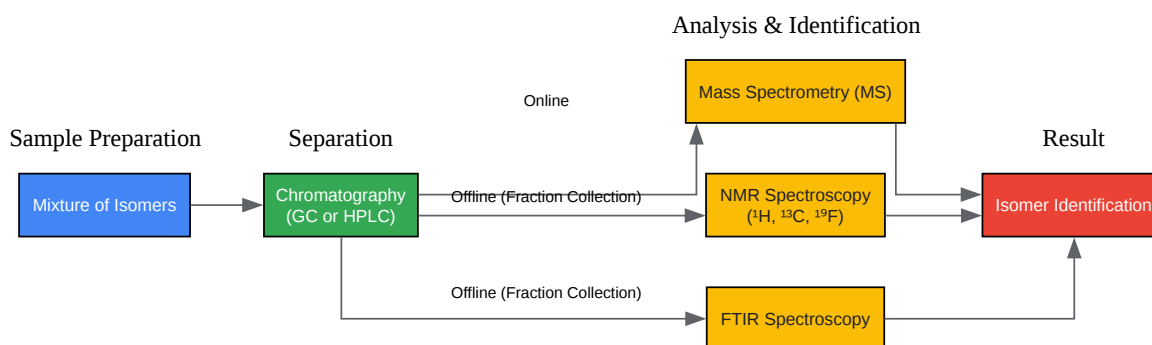 Analysis & Identification
Mass Spectrometry (MS)
Online
Sample Preparation
Separation
Result
Mixture of Isomers
Chromatography
(GC or HPLC)
Offline (Fraction Collection)
NMR Spectroscopy
(¹H, ¹³C, ¹⁹F)
Isomer Identification
Offline (Fraction Collection)
FTIR Spectroscopy